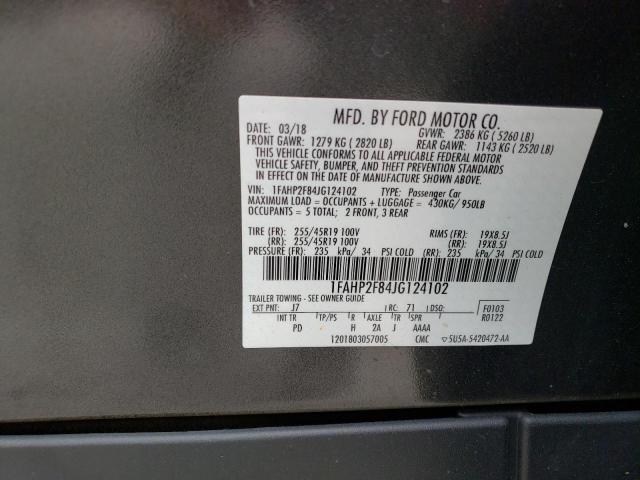 MFD. BY FORD MOTOR CO.
DATE: 03/18 GVWR: 2386 KG ( 5260 LB)
FRONT GAWR: 1279 KG ( 2820 LB) REAR GAWR: 1143 KG ( 2520 LB)
THIS VEHICLE CONFORMS TO ALL APPLICABLE FEDERAL MOTOR
VEHICLE SAFETY, BUMPER, AND THEFT PREVENTION STANDARDS
IN EFFECT ON THE DATE OF MANUFACTURE SHOWN ABOVE.
VIN: 1FAHP2F84JG124102 TYPE: Passenger Car
MAXIMUM LOAD = OCCUPANTS + LUGGAGE = 430KG/ 950LB
OCCUPANTS = 5 TOTAL; 2 FRONT, 3 REAR
TIRE (FR): 255/45R19 100V RIMS (FR): 19X8.5J
(RR): 255/45R19 100V (RR): 19X8.5J
PRESSURE (FR): 235 kPa/ 34 PSI COLD (RR): 235 kPa/ 34 PSI COLD
1FAHP2F84JG124102
TRAILER TOWING - SEE OWNER GUIDE
EXT PNT: J7 RC: 71 DSO: F0103
INT TR TP/PS R AXLE TR SPR R0122
PD H 2A J AAAA
1201803057005 CMC ▽5U5A-5420472-AA